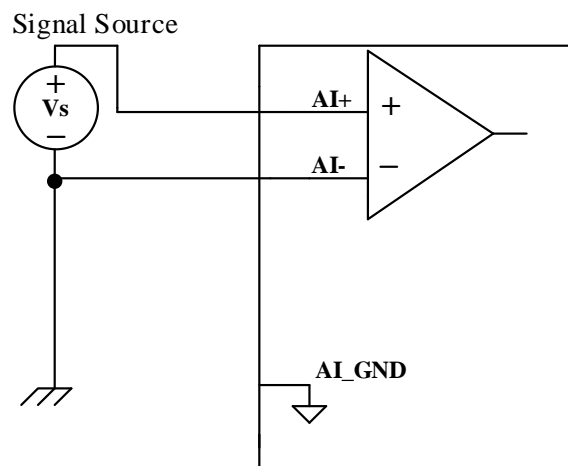 Signal Source
+
Vs
−
AI+
+
AI-
−
AI_GND